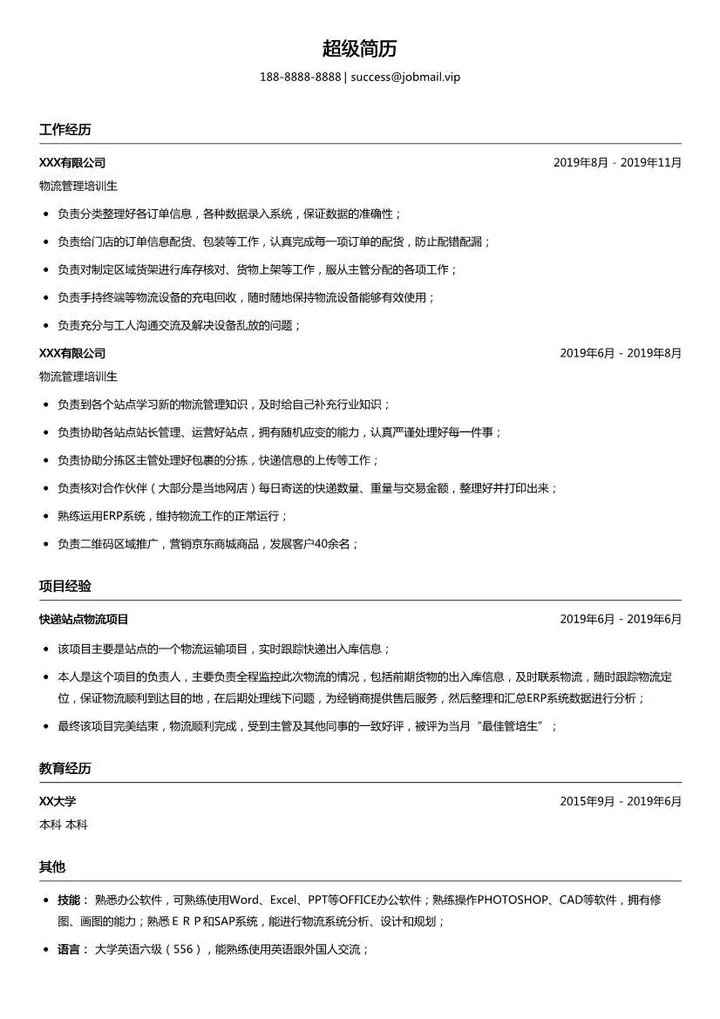 超级简历
188-8888-8888 | success@jobmail.vip
工作经历
XXX有限公司 2019年8月 - 2019年11月
物流管理培训生
• 负责分类整理好各订单信息，各种数据录入系统，保证数据的准确性；
• 负责给门店的订单信息配货、包装等工作，认真完成每一项订单的配货，防止配错配漏；
• 负责对制定区域货架进行库存核对、货物上架等工作，服从主管分配的各项工作；
• 负责手持终端等物流设备的充电回收，随时随地保持物流设备能够有效使用；
• 负责充分与工人沟通交流及解决设备乱放的问题；
XXX有限公司 2019年6月 - 2019年8月
物流管理培训生
• 负责到各个站点学习新的物流管理知识，及时给自己补充行业知识；
• 负责协助各站点站长管理、运营好站点，拥有随机应变的能力，认真严谨处理好每一件事；
• 负责协助分拣区主管处理好包裹的分拣，快递信息的上传等工作；
• 负责核对合作伙伴（大部分是当地网店）每日寄送的快递数量、重量与交易金额，整理好并打印出来；
• 熟练运用ERP系统，维持物流工作的正常运行；
• 负责二维码区域推广，营销京东商城商品，发展客户40余名；
项目经验
快递站点物流项目 2019年6月 - 2019年6月
• 该项目主要是站点的一个物流运输项目，实时跟踪快递出入库信息；
• 本人是这个项目的负责人，主要负责全程监控此次物流的情况，包括前期货物的出入库信息，及时联系物流，随时跟踪物流定
位，保证物流顺利到达目的地，在后期处理线下问题，为经销商提供售后服务，然后整理和汇总ERP系统数据进行分析；
• 最终该项目完美结束，物流顺利完成，受到主管及其他同事的一致好评，被评为当月“最佳管培生”；
教育经历
XX大学 2015年9月 - 2019年6月
本科 本科
其他
• 技能： 熟悉办公软件，可熟练使用Word、Excel、PPT等OFFICE办公软件；熟练操作PHOTOSHOP、CAD等软件，拥有修
图、画图的能力；熟悉ＥＲＰ和SAP系统，能进行物流系统分析、设计和规划；
• 语言： 大学英语六级（556），能熟练使用英语跟外国人交流；